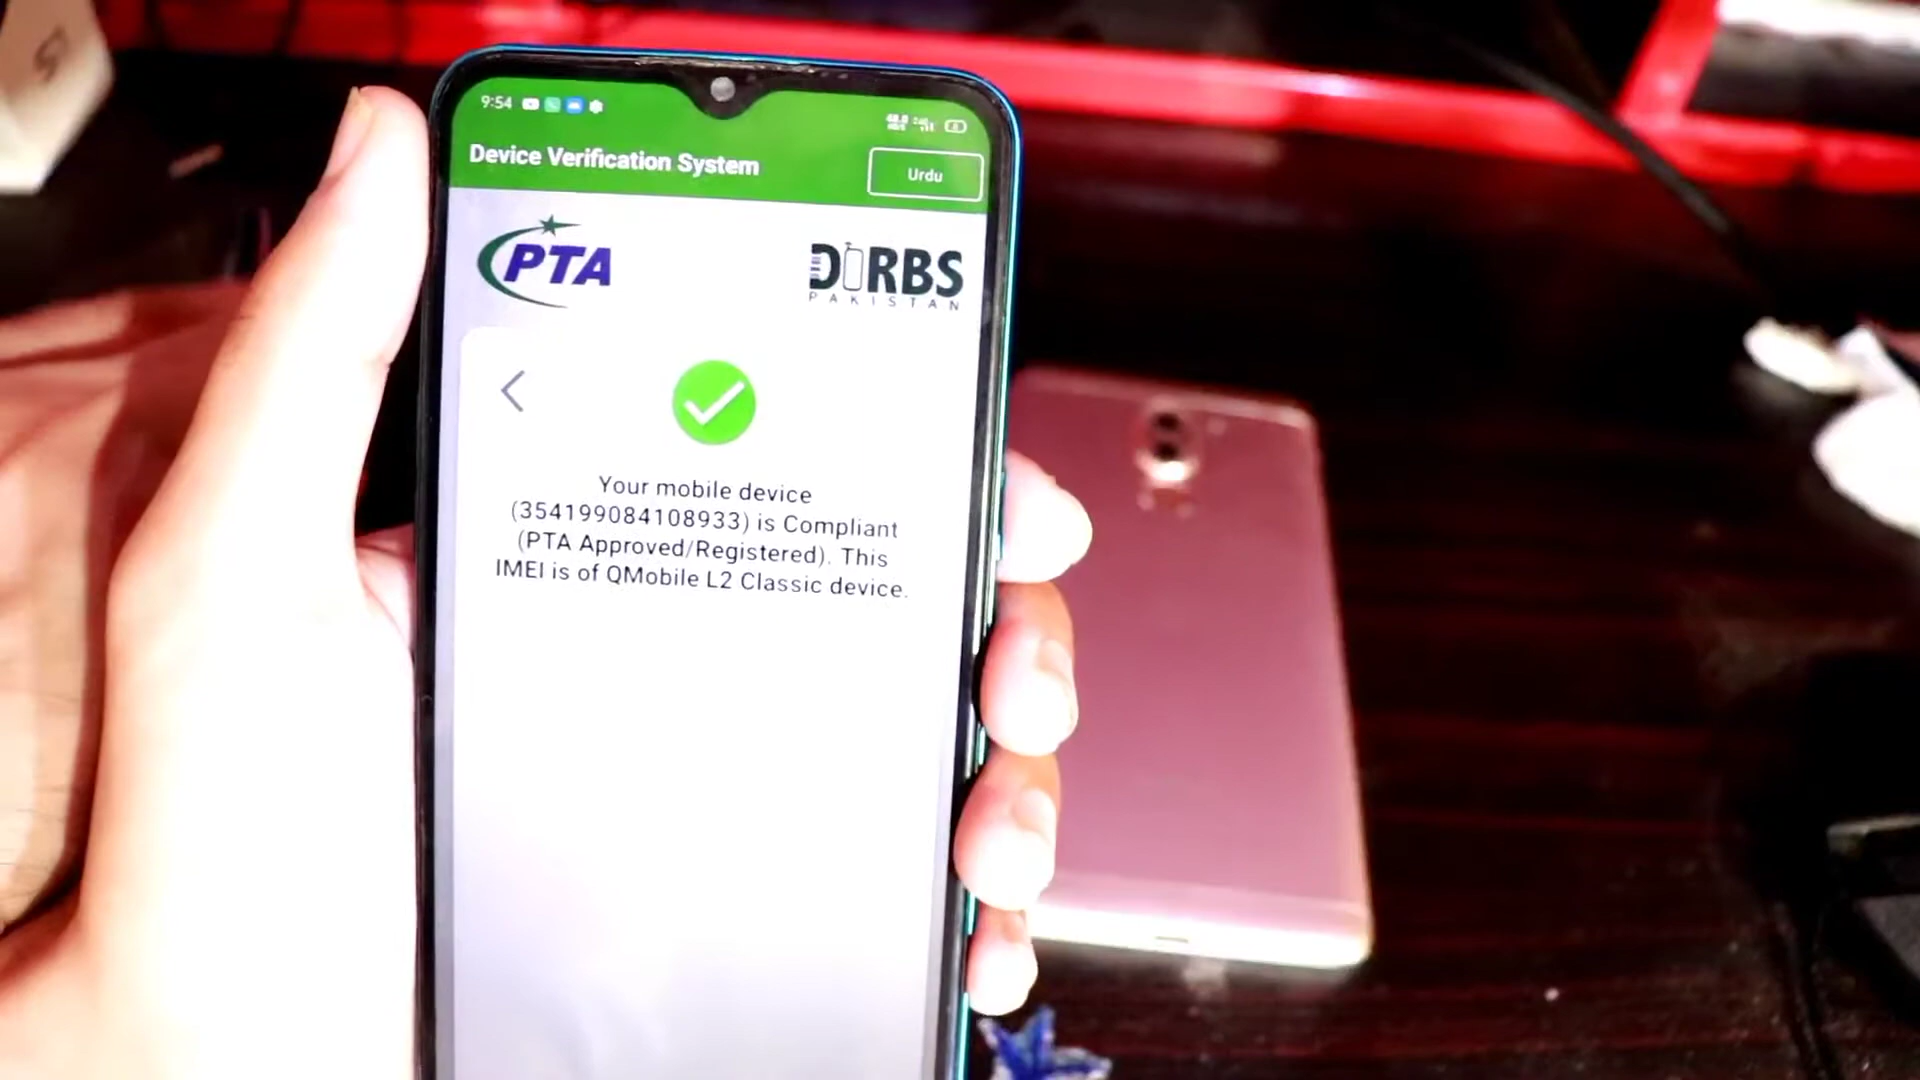 9:54
Device Verification System
Urdu
PTA
DIRBS
PAKISTAN
Your mobile device
(354199084108933) is Compliant
(PTA Approved/Registered). This
IMEI is of QMobile L2 Classic device.